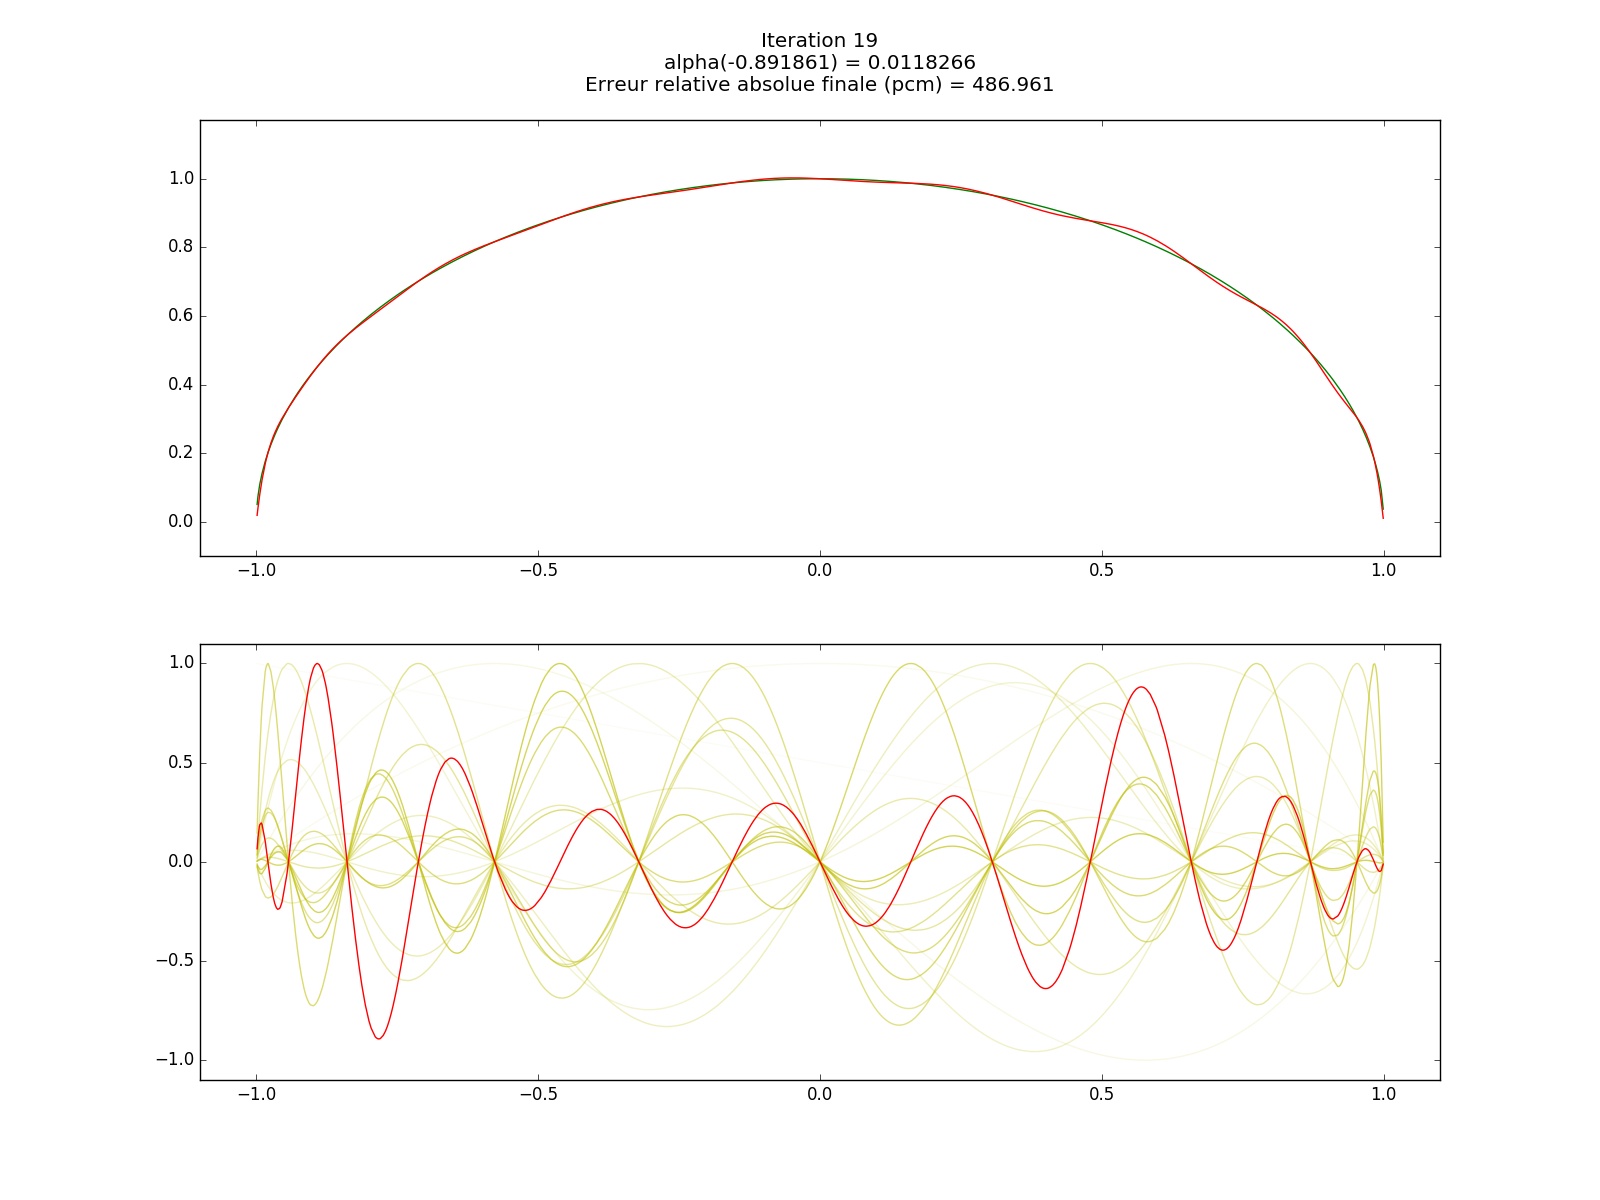 Iteration 19
alpha(-0.891861) = 0.0118266
Erreur relative absolue finale (pcm) = 486.961
1.0
0.8
0.6
0.4
0.2
0.0
−1.0 −0.5 0.0 0.5 1.0
1.0
0.5
0.0
−0.5
−1.0
−1.0 −0.5 0.0 0.5 1.0